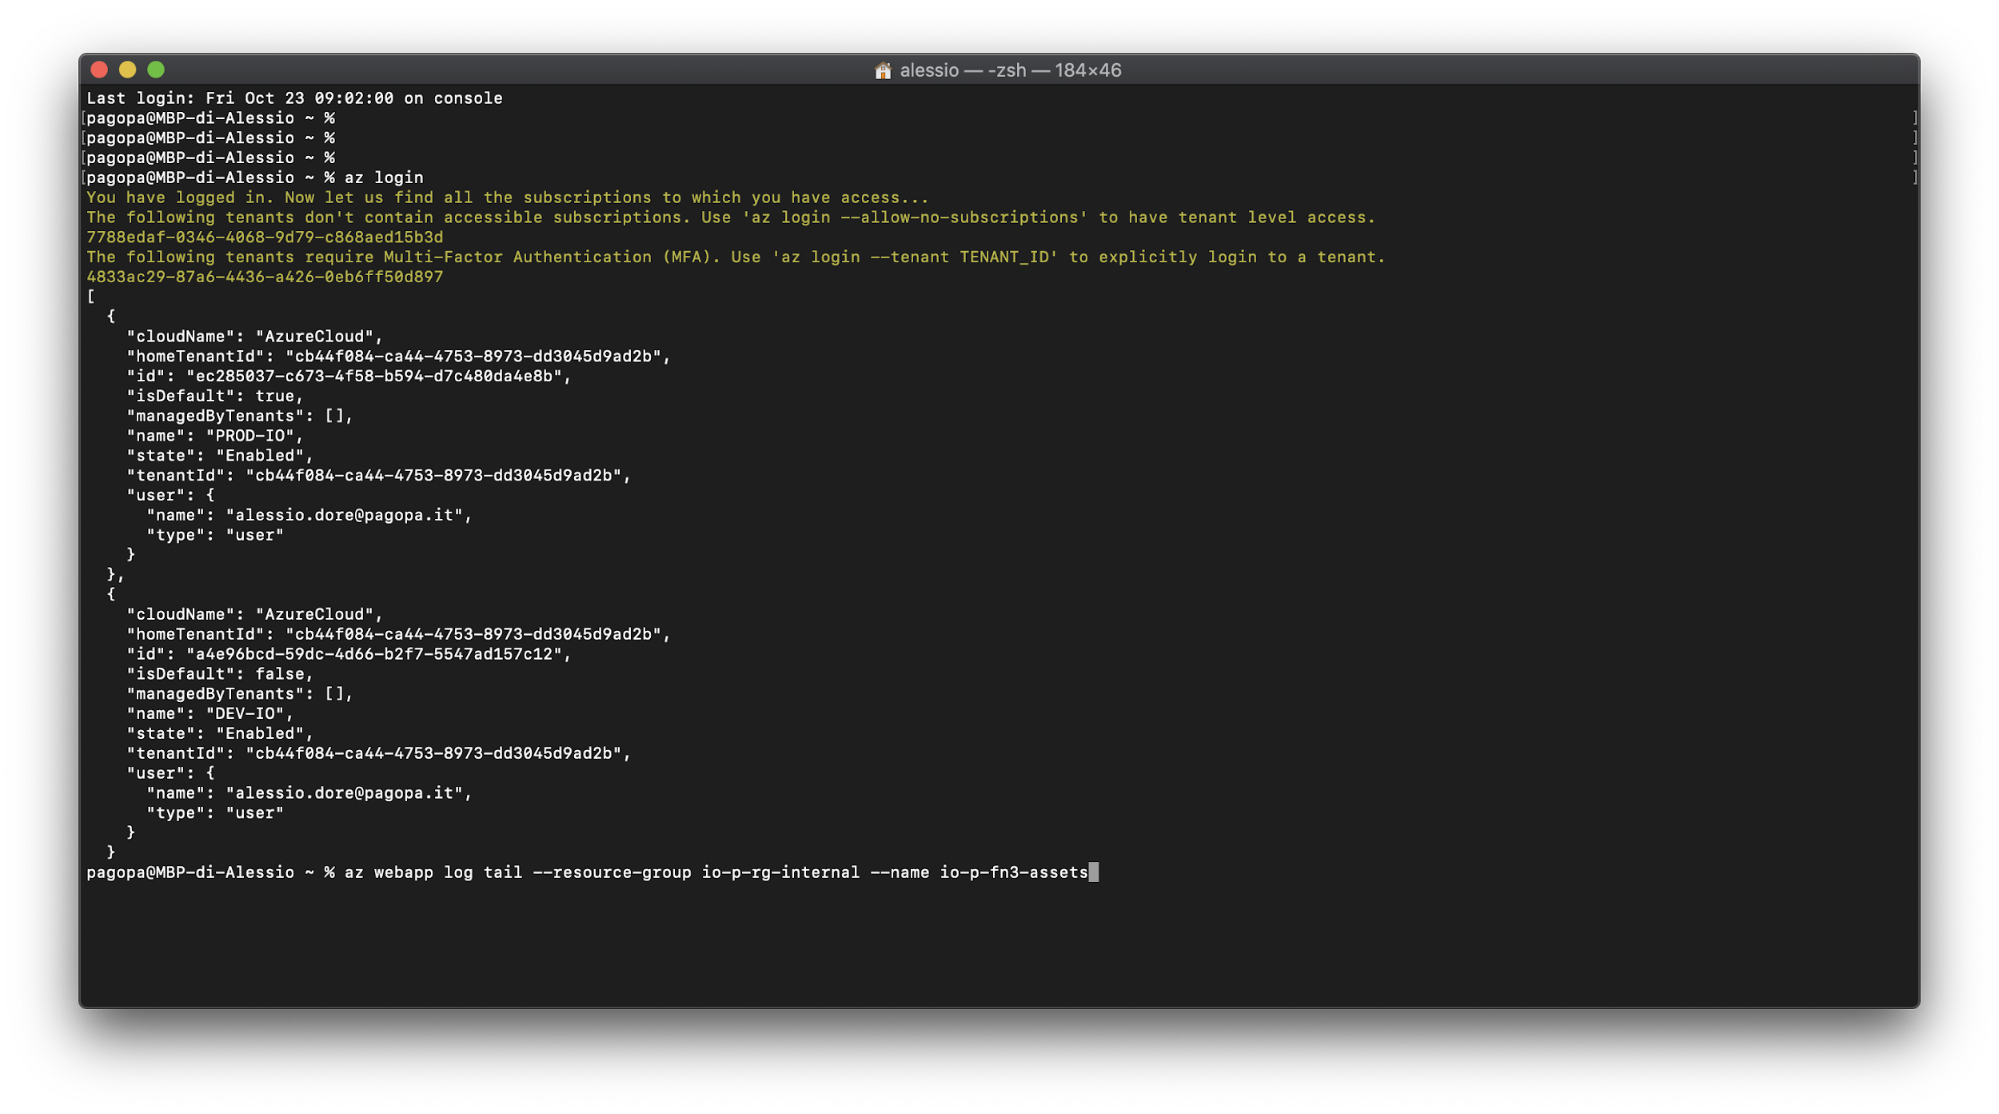 alessio — -zsh — 184×46
Last login: Fri Oct 23 09:02:00 on console
[pagopa@MBP-di-Alessio ~ % ]
[pagopa@MBP-di-Alessio ~ % ]
[pagopa@MBP-di-Alessio ~ % ]
[pagopa@MBP-di-Alessio ~ % az login ]
You have logged in. Now let us find all the subscriptions to which you have access...
The following tenants don't contain accessible subscriptions. Use 'az login --allow-no-subscriptions' to have tenant level access.
7788edaf-0346-4068-9d79-c868aed15b3d
The following tenants require Multi-Factor Authentication (MFA). Use 'az login --tenant TENANT_ID' to explicitly login to a tenant.
4833ac29-87a6-4436-a426-0eb6ff50d897
[
  {
    "cloudName": "AzureCloud",
    "homeTenantId": "cb44f084-ca44-4753-8973-dd3045d9ad2b",
    "id": "ec285037-c673-4f58-b594-d7c480da4e8b",
    "isDefault": true,
    "managedByTenants": [],
    "name": "PROD-IO",
    "state": "Enabled",
    "tenantId": "cb44f084-ca44-4753-8973-dd3045d9ad2b",
    "user": {
      "name": "alessio.dore@pagopa.it",
      "type": "user"
    }
  },
  {
    "cloudName": "AzureCloud",
    "homeTenantId": "cb44f084-ca44-4753-8973-dd3045d9ad2b",
    "id": "a4e96bcd-59dc-4d66-b2f7-5547ad157c12",
    "isDefault": false,
    "managedByTenants": [],
    "name": "DEV-IO",
    "state": "Enabled",
    "tenantId": "cb44f084-ca44-4753-8973-dd3045d9ad2b",
    "user": {
      "name": "alessio.dore@pagopa.it",
      "type": "user"
    }
  }
pagopa@MBP-di-Alessio ~ % az webapp log tail --resource-group io-p-rg-internal --name io-p-fn3-assets